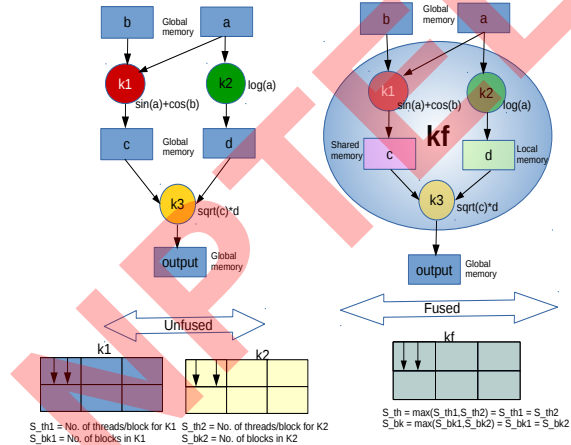 b
Global
memory
a
k1
k2
log(a)
sin(a)+cos(b)
c
Global
memory
d
k3
sqrt(c)*d
output
Global
memory
Unfused
k1
k2
S_th1 = No. of threads/block for K1
S_bk1 = No. of blocks in K1
S_th2 = No. of threads/block for K2
S_bk2 = No. of blocks in K2
b
Global
memory
a
k1
k2
sin(a)+cos(b)
log(a)
kf
Shared
memory
c
d
Local
memory
k3
sqrt(c)*d
output
Global
memory
Fused
kf
S_th = max(S_th1,S_th2) = S_th1 = S_th2
S_bk = max(S_bk1,S_bk2) = S_bk1 = S_bk2
NPTEL